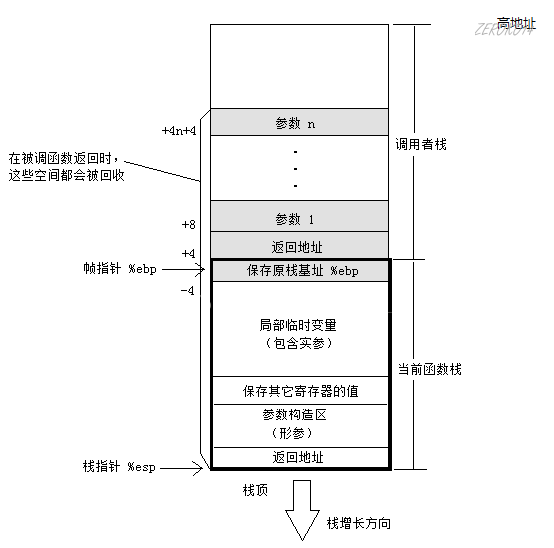 高地址
参数 n
+4n+4
调用者栈
在被调函数返回时，
这些空间都会被回收
参数 1
+8
返回地址
+4
帧指针 %ebp
保存原栈基址 %ebp
-4
局部临时变量
（包含实参）
当前函数栈
保存其它寄存器的值
参数构造区
（形参）
返回地址
栈指针 %esp
栈顶
栈增长方向